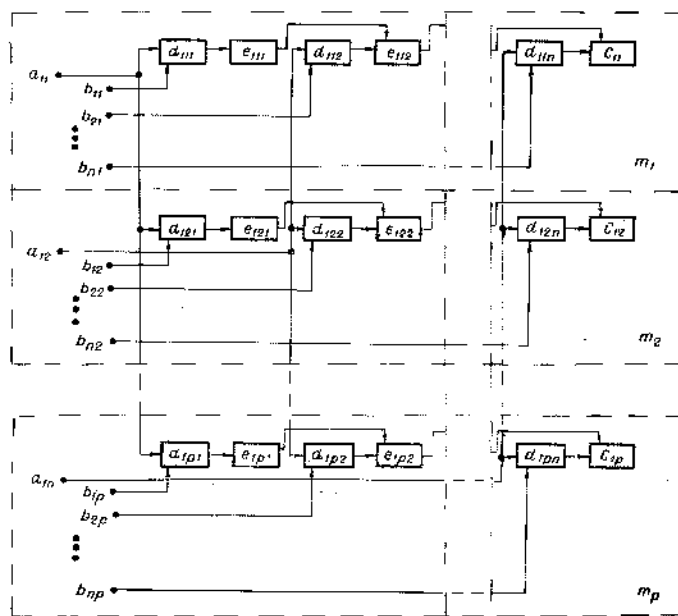 d₁₁₁ e₁₁₁ d₁₁₂ e₁₁₂ d₁₁ₙ c₁₁
a₁₁
b₁₁
b₂₁
bₙ₁ m₁
d₁₂₁ e₁₂₁ d₁₂₂ e₁₂₂ d₁₂ₙ c₁₂
a₁₂
b₁₂
b₂₂
bₙ₂ m₂
d₁ₚ₁ e₁ₚ₁ d₁ₚ₂ e₁ₚ₂ d₁ₚₙ c₁ₚ
a₁ₙ
b₁ₚ
b₂ₚ
bₙₚ mₚ